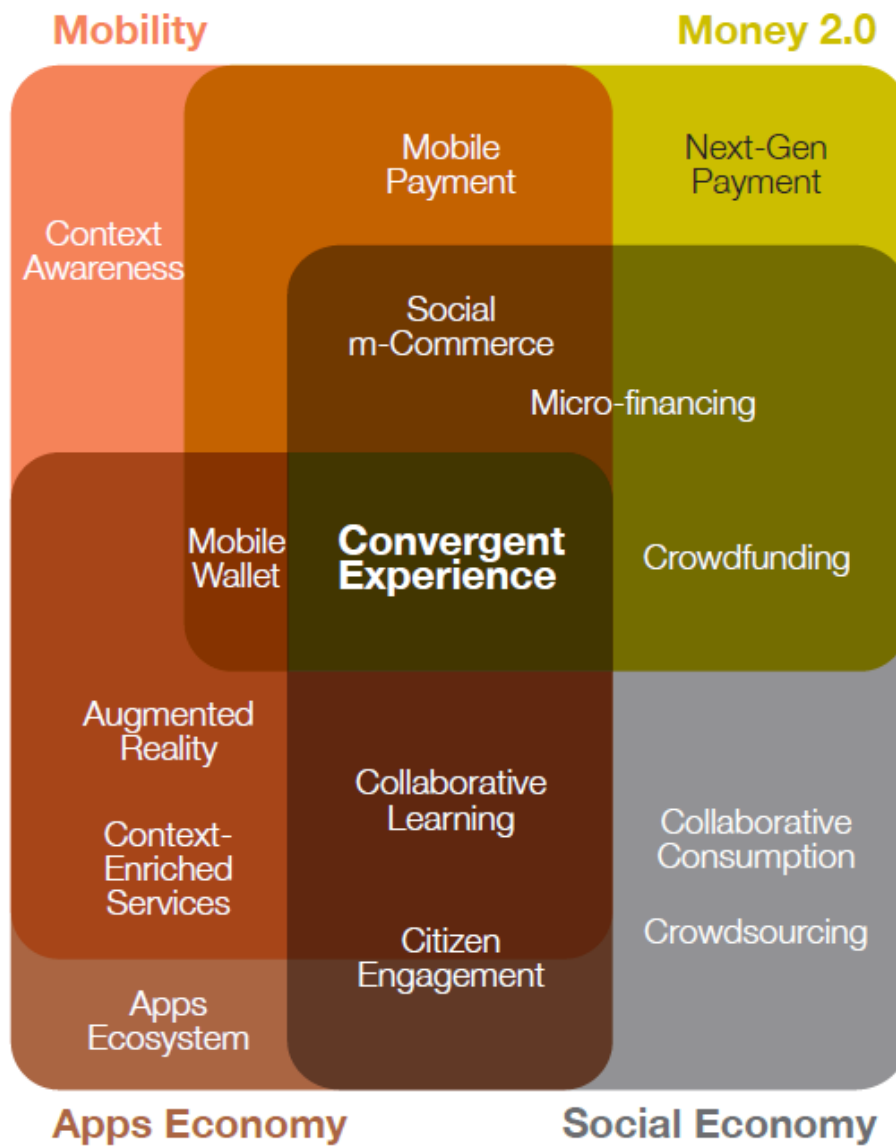 Mobility
Money 2.0
Mobile
Payment
Next-Gen
Payment
Context
Awareness
Social
m-Commerce
Micro-financing
Mobile
Wallet
Convergent
Experience
Crowdfunding
Augmented
Reality
Collaborative
Learning
Context-
Enriched
Services
Collaborative
Consumption
Citizen
Engagement
Crowdsourcing
Apps
Ecosystem
Apps Economy
Social Economy